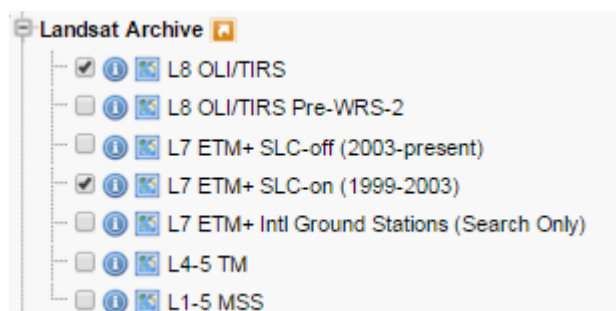 Landsat Archive
L8 OLI/TIRS
L8 OLI/TIRS Pre-WRS-2
L7 ETM+ SLC-off (2003-present)
L7 ETM+ SLC-on (1999-2003)
L7 ETM+ Intl Ground Stations (Search Only)
L4-5 TM
L1-5 MSS